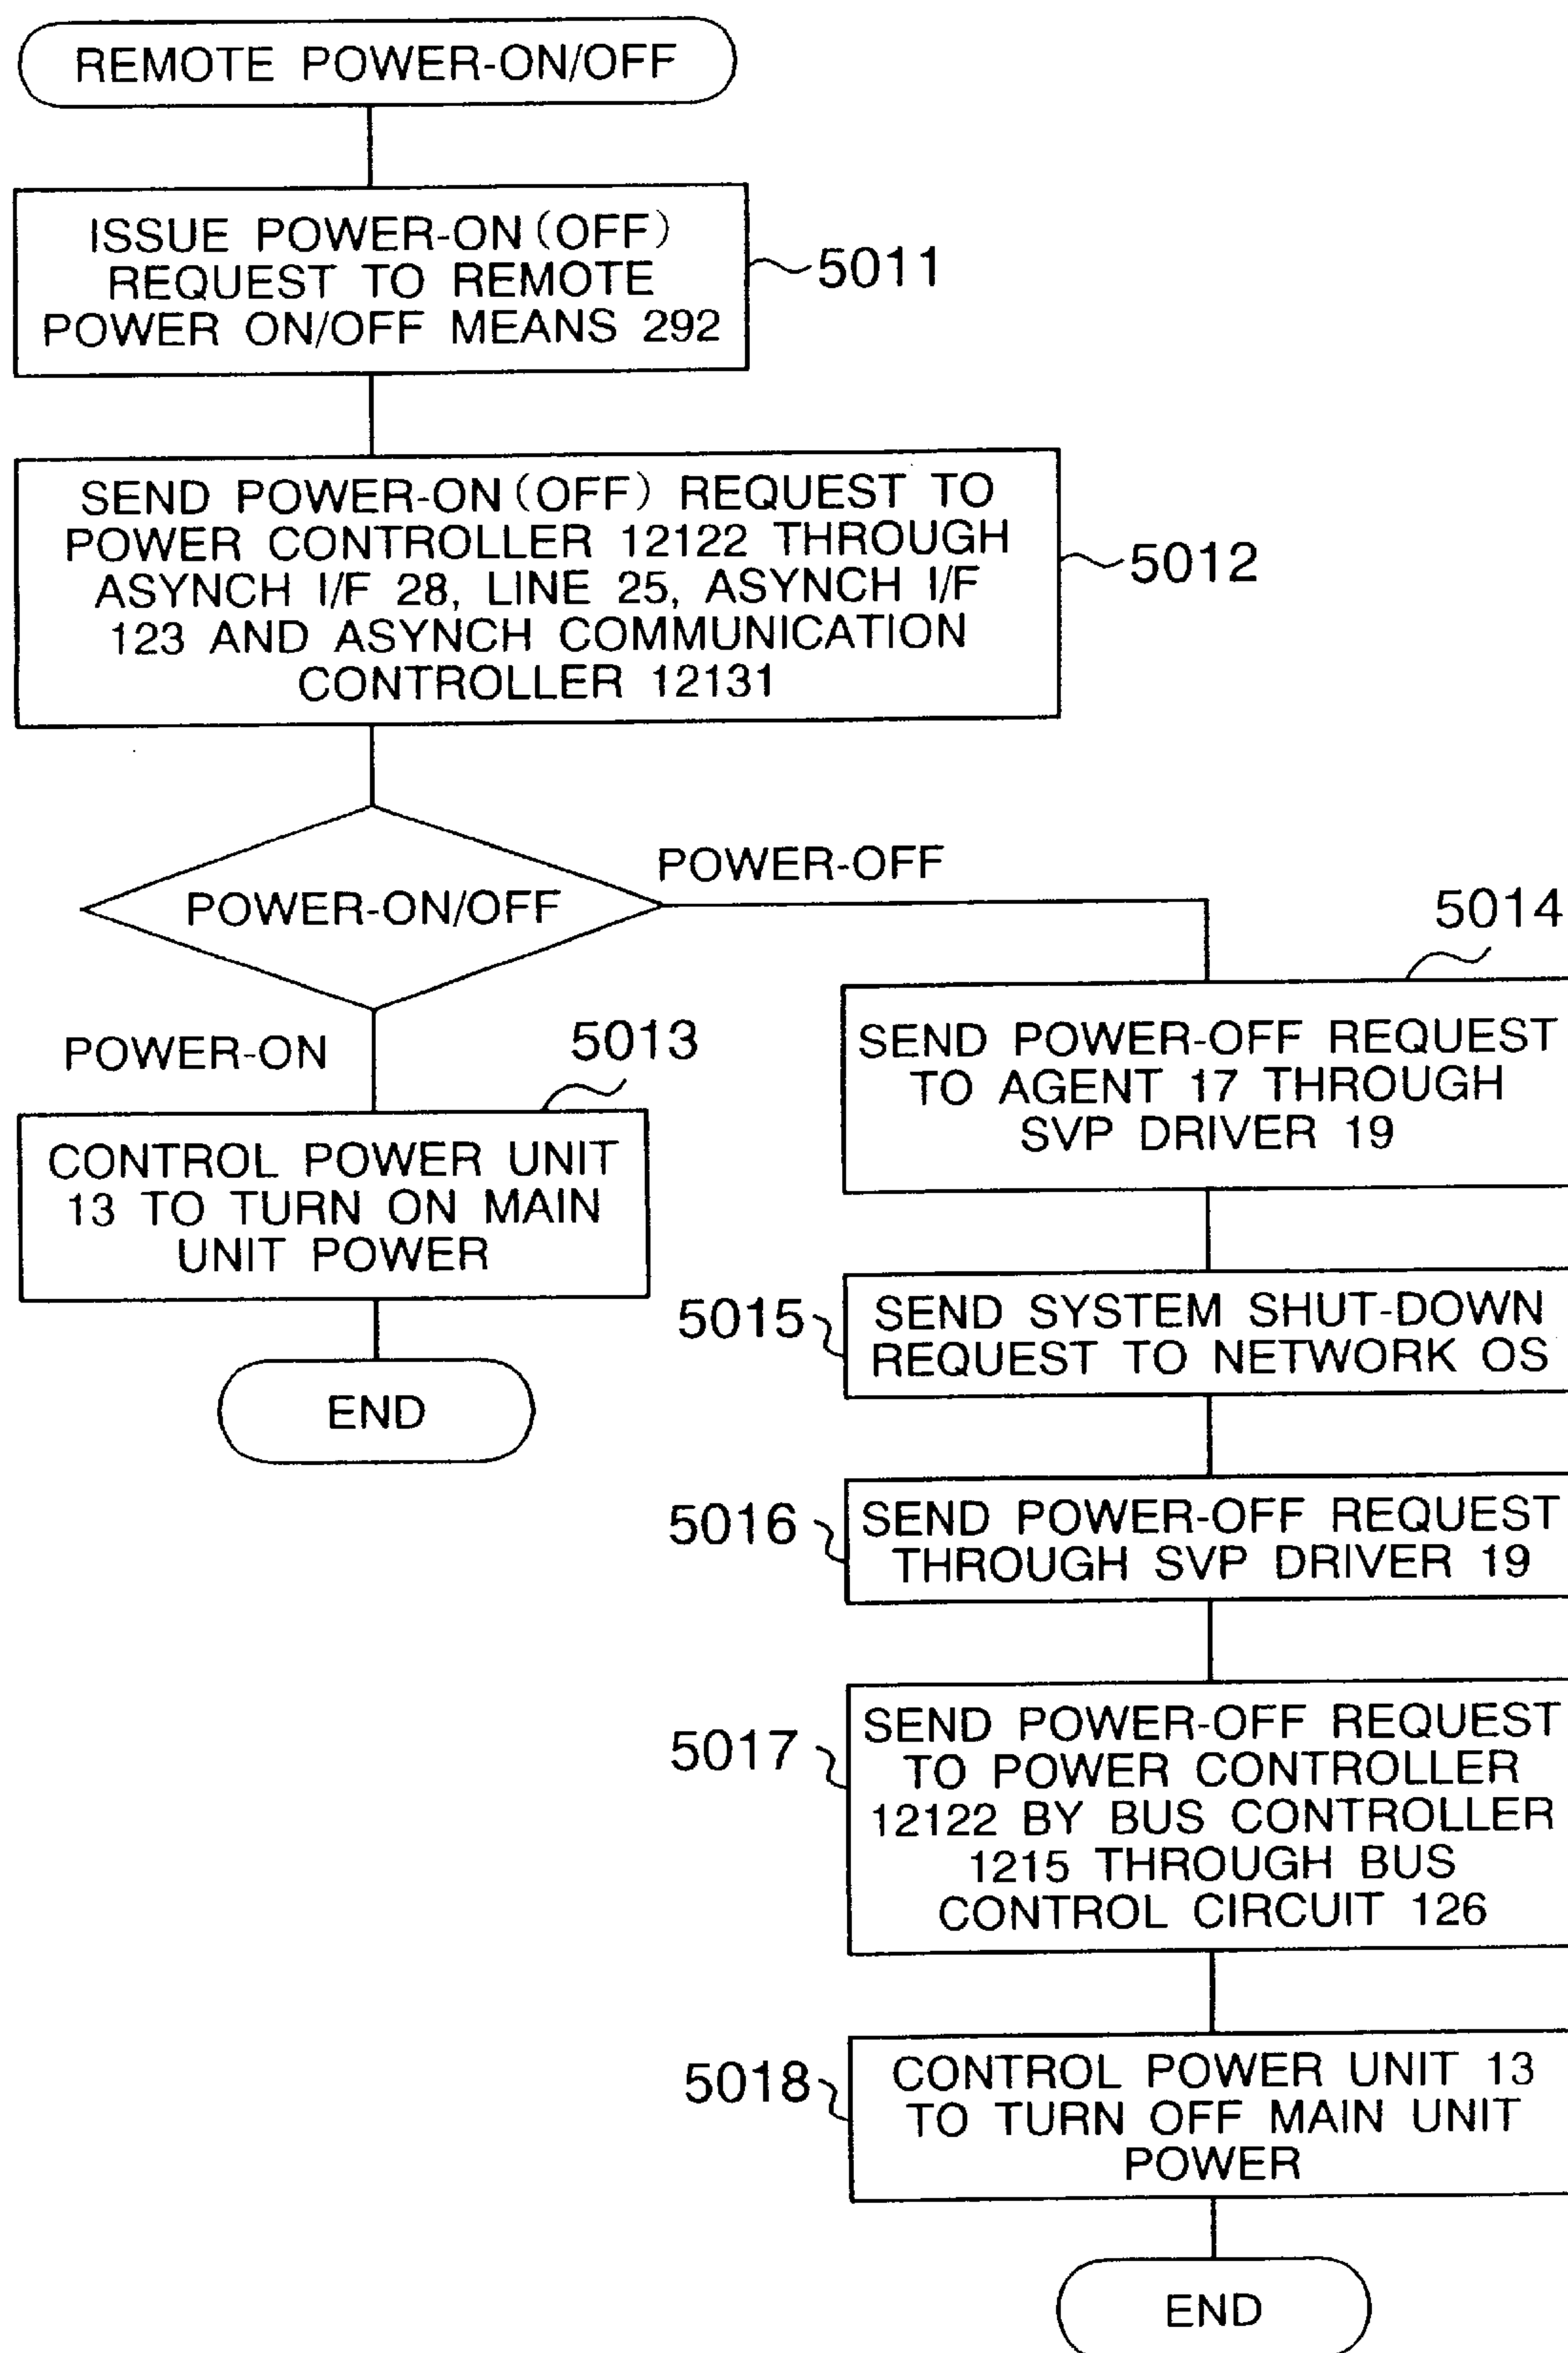 REMOTE POWER-ON/OFF
ISSUE POWER-ON (OFF)
REQUEST TO REMOTE
POWER ON/OFF MEANS 292
5011
SEND POWER-ON (OFF) REQUEST TO
POWER CONTROLLER 12122 THROUGH
ASYNCH I/F 28, LINE 25, ASYNCH I/F
123 AND ASYNCH COMMUNICATION
CONTROLLER 12131
5012
POWER-ON/OFF
POWER-OFF
POWER-ON
5013
CONTROL POWER UNIT
13 TO TURN ON MAIN
UNIT POWER
END
5014
SEND POWER-OFF REQUEST
TO AGENT 17 THROUGH
SVP DRIVER 19
5015
SEND SYSTEM SHUT-DOWN
REQUEST TO NETWORK OS
5016
SEND POWER-OFF REQUEST
THROUGH SVP DRIVER 19
5017
SEND POWER-OFF REQUEST
TO POWER CONTROLLER
12122 BY BUS CONTROLLER
1215 THROUGH BUS
CONTROL CIRCUIT 126
5018
CONTROL POWER UNIT 13
TO TURN OFF MAIN UNIT
POWER
END